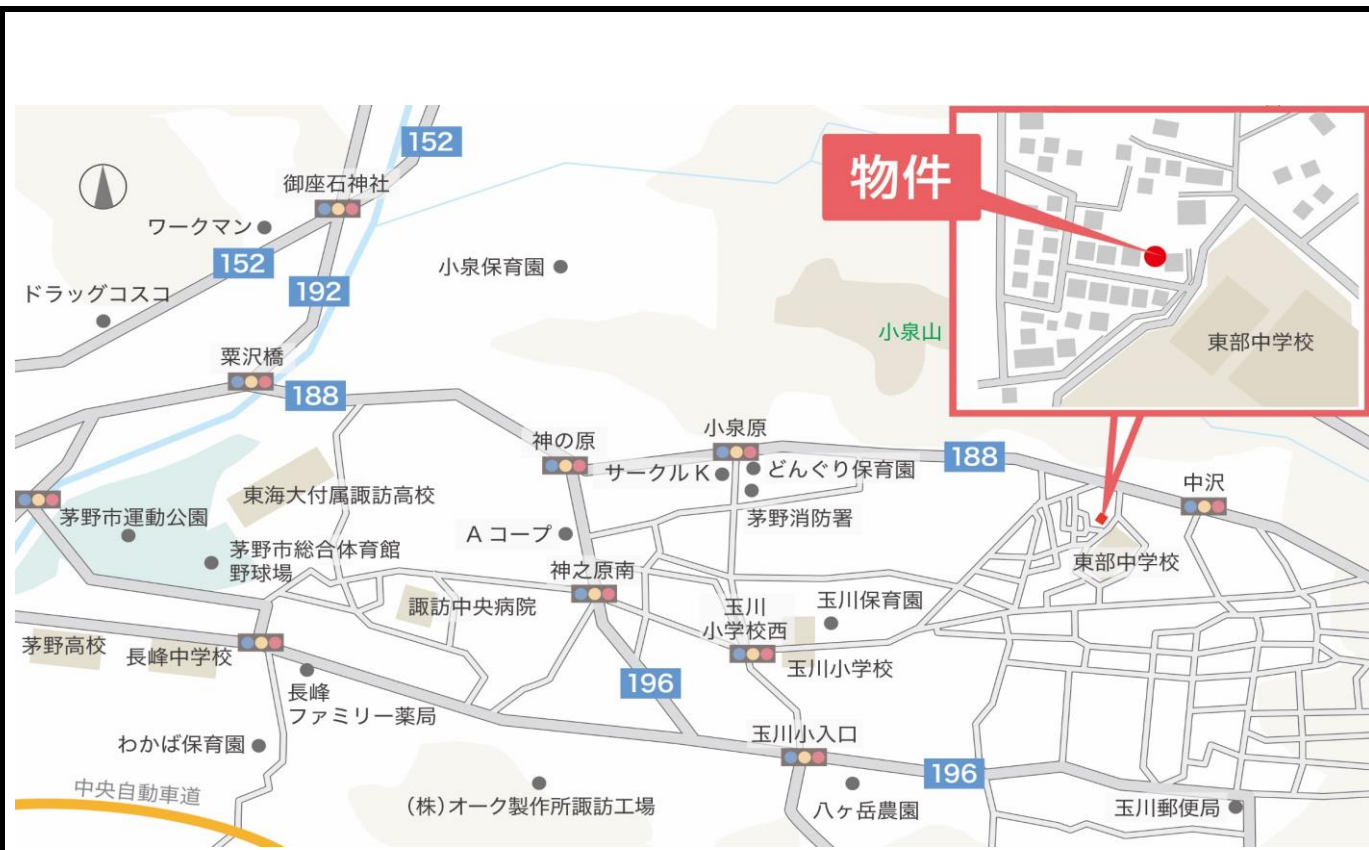 152
物件
御座石神社
ワークマン
152
小泉保育園
ドラッグコスコ
192
小泉山
東部中学校
栗沢橋
188
神の原
小泉原
サークルK
どんぐり保育園
188
中沢
東海大付属諏訪高校
茅野市運動公園
茅野消防署
Aコープ
茅野市総合体育館
野球場
神之原南
東部中学校
諏訪中央病院
玉川
小学校西
玉川保育園
茅野高校
長峰中学校
玉川小学校
長峰
ファミリー薬局
196
わかば保育園
玉川小入口
196
中央自動車道
(株)オーク製作所諏訪工場
八ヶ岳農園
玉川郵便局